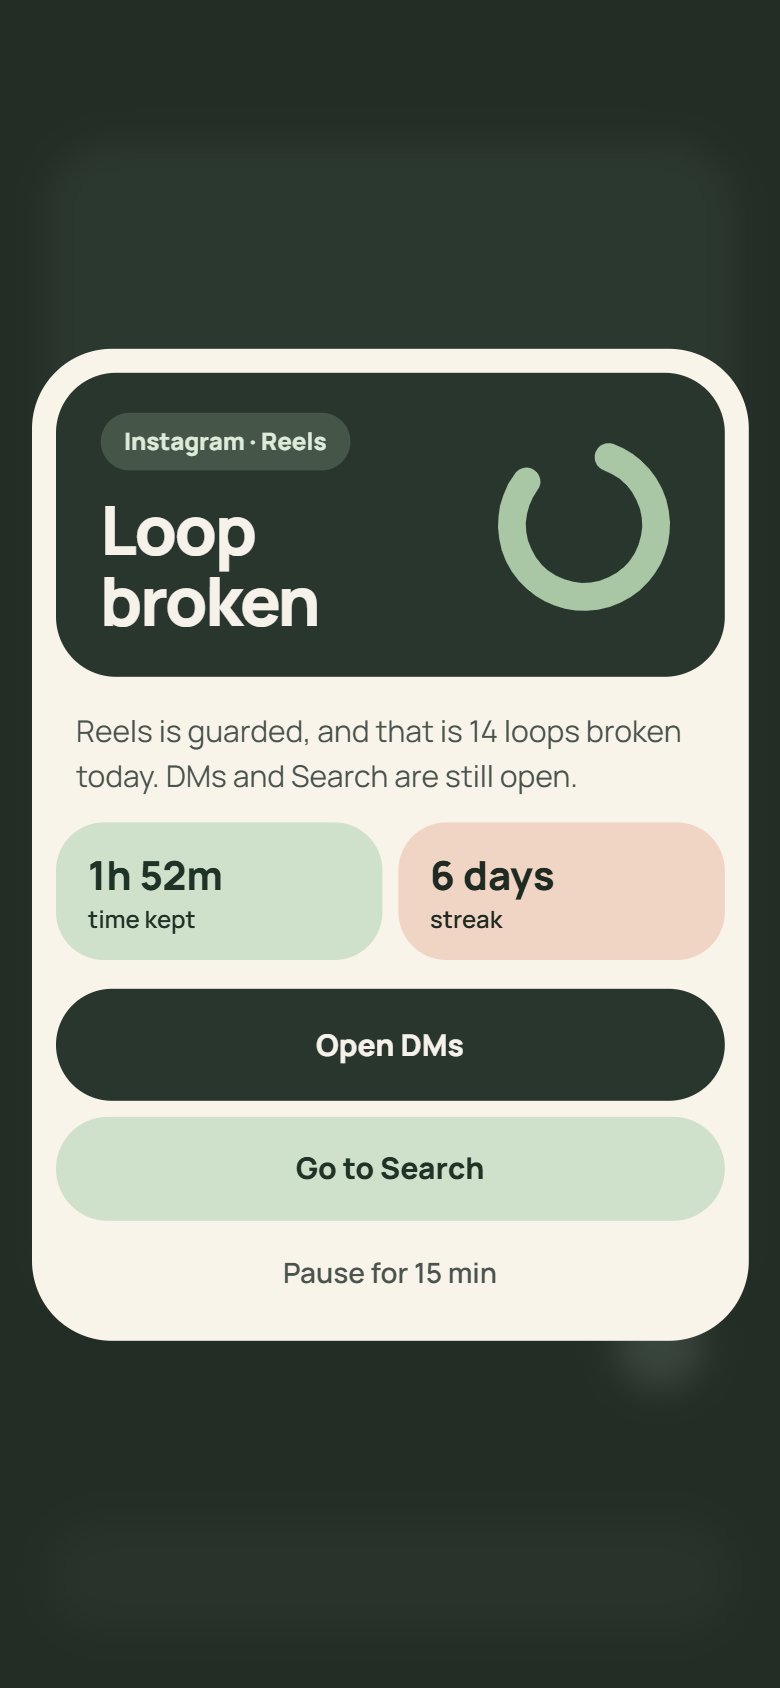 Instagram · Reels
Loop
broken
Reels is guarded, and that is 14 loops broken
today. DMs and Search are still open.
1h 52m
time kept
6 days
streak
Open DMs
Go to Search
Pause for 15 min